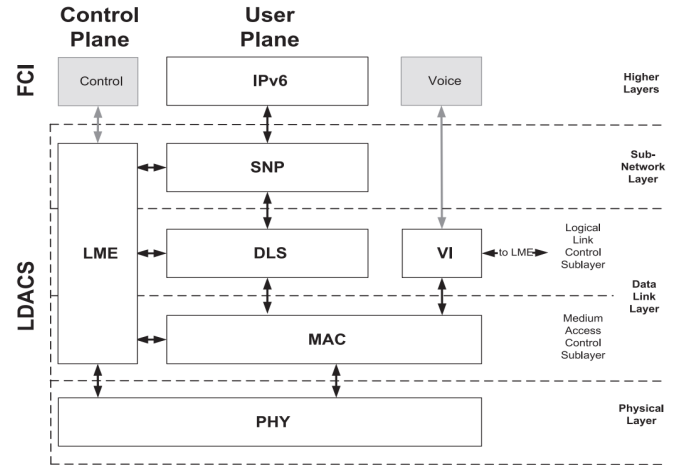 Control
Plane
User
Plane
FCI
Control
IPv6
Voice
Higher
Layers
SNP
Sub-
Network
Layer
LDACS
LME
DLS
VI
to LME
Logical
Link
Control
Sublayer
Data
Link
Layer
MAC
Medium
Access
Control
Sublayer
PHY
Physical
Layer